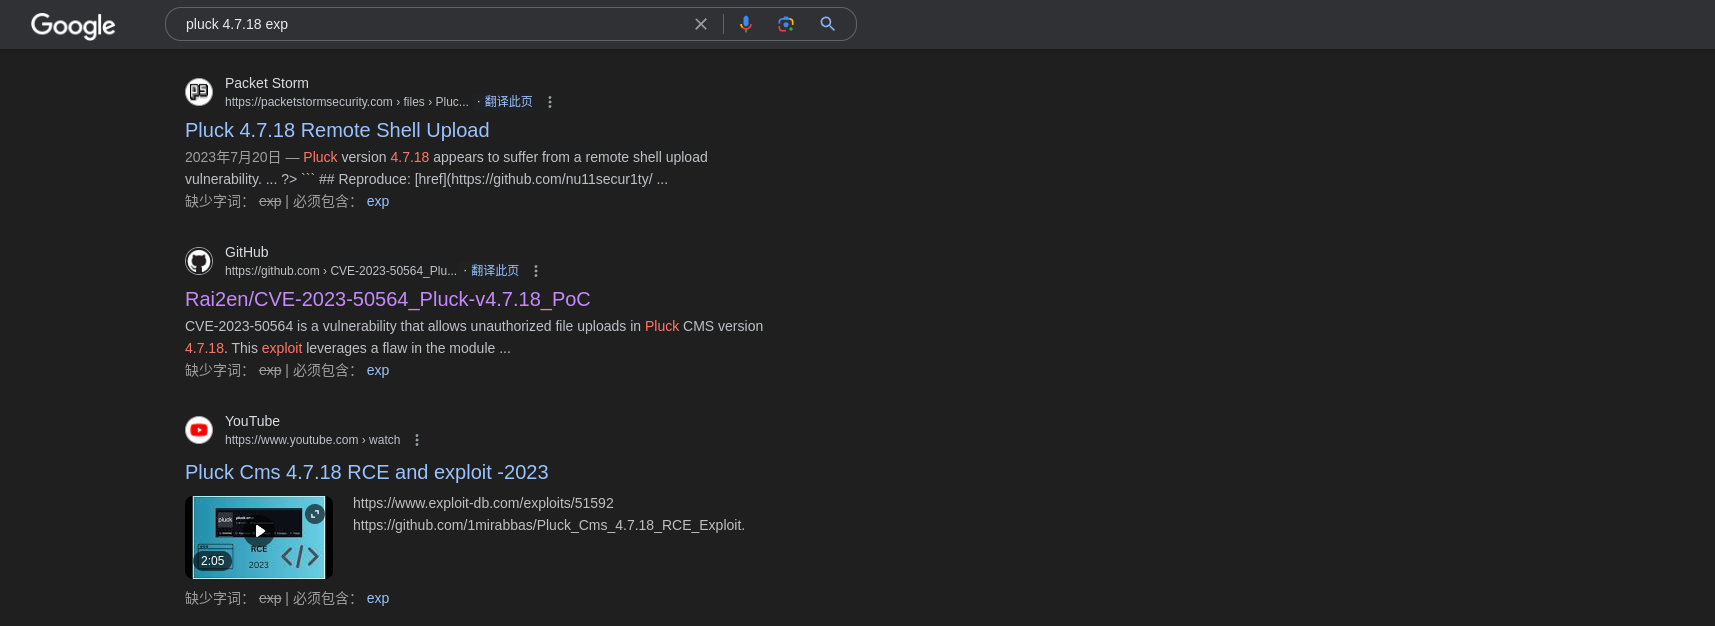 Google
pluck 4.7.18 exp
Packet Storm
https://packetstormsecurity.com › files › Pluc... · 翻译此页
Pluck 4.7.18 Remote Shell Upload
2023年7月20日 — Pluck version 4.7.18 appears to suffer from a remote shell upload
vulnerability. ... ?> ``` ## Reproduce: [href](https://github.com/nu11secur1ty/ ...
缺少字词： exp | 必须包含： exp
GitHub
https://github.com › CVE-2023-50564_Plu... · 翻译此页
Rai2en/CVE-2023-50564_Pluck-v4.7.18_PoC
CVE-2023-50564 is a vulnerability that allows unauthorized file uploads in Pluck CMS version
4.7.18. This exploit leverages a flaw in the module ...
缺少字词： exp | 必须包含： exp
YouTube
https://www.youtube.com › watch
Pluck Cms 4.7.18 RCE and exploit -2023
https://www.exploit-db.com/exploits/51592
https://github.com/1mirabbas/Pluck_Cms_4.7.18_RCE_Exploit.
pluck
RCE
2023
</>
2:05
缺少字词： exp | 必须包含： exp